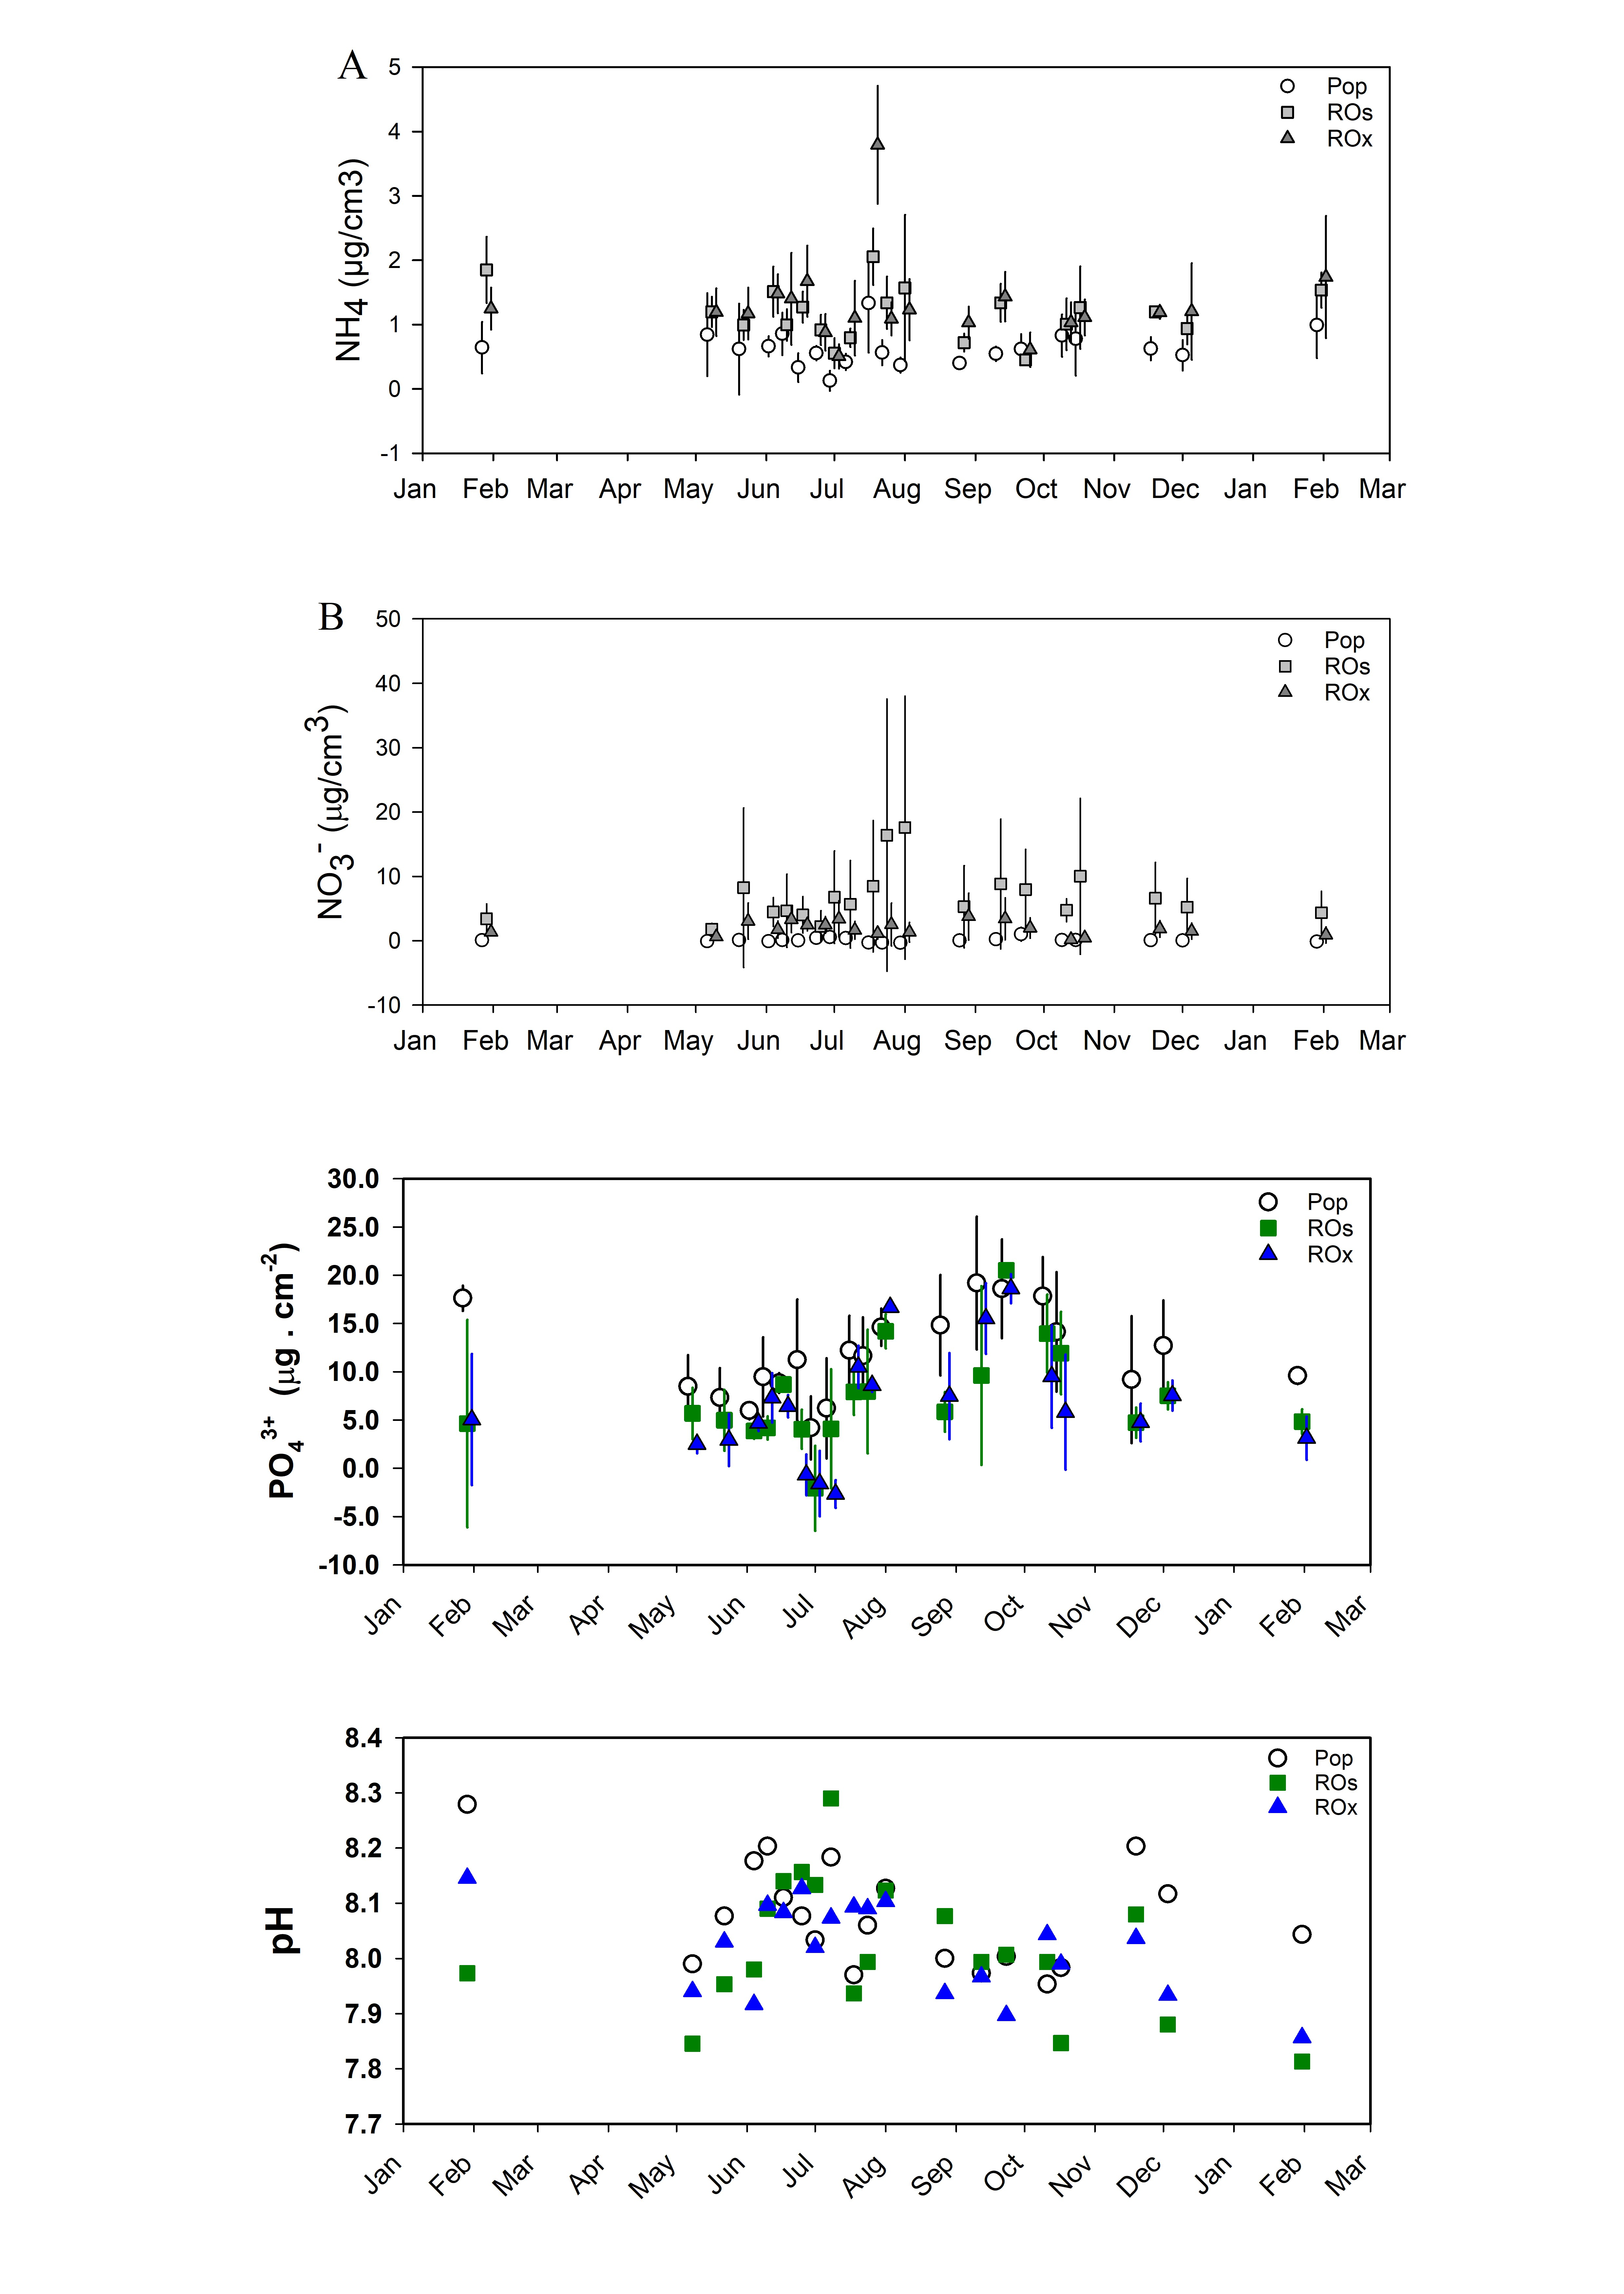 A
NH4 (µg/cm3)
5
4
3
2
1
0
-1
Pop
ROs
ROx
Jan Feb Mar Apr May Jun Jul Aug Sep Oct Nov Dec Jan Feb Mar
B
NO3⁻ (µg/cm³)
50
40
30
20
10
0
-10
Pop
ROs
ROx
Jan Feb Mar Apr May Jun Jul Aug Sep Oct Nov Dec Jan Feb Mar
PO₄³⁺ (µg . cm⁻²)
30.0
25.0
20.0
15.0
10.0
5.0
0.0
-5.0
-10.0
Pop
ROs
ROx
Jan Feb Mar Apr May Jun Jul Aug Sep Oct Nov Dec Jan Feb Mar
pH
8.4
8.3
8.2
8.1
8.0
7.9
7.8
7.7
Pop
ROs
ROx
Jan Feb Mar Apr May Jun Jul Aug Sep Oct Nov Dec Jan Feb Mar